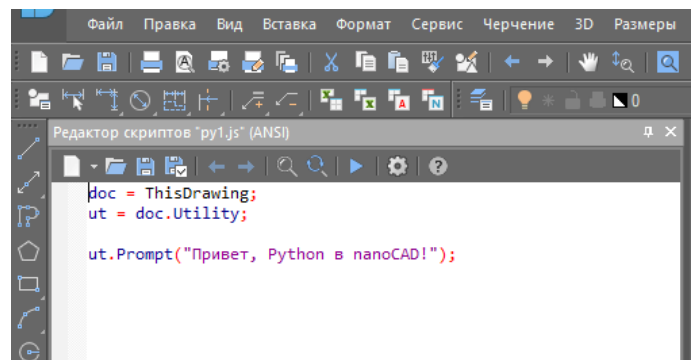 Файл Правка Вид Вставка Формат Сервис Черчение 3D Размеры
0
Редактор скриптов "py1.js" (ANSI)
doc = ThisDrawing;
ut = doc.Utility;
ut.Prompt("Привет, Python в nanoCAD!");